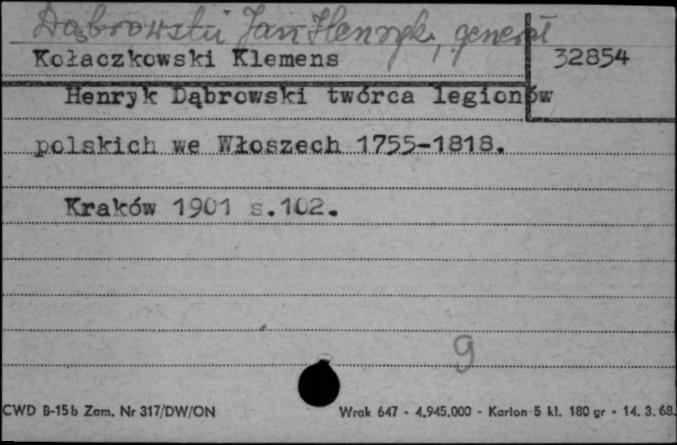 Dąbrowski Jan Henryk, generał
Kołaczkowski Klemens 32854
Henryk Dąbrowski twórca legionów
polskich we Włoszech 1755-1818.
Kraków 1901 s.102.
9
CWD B-15b Zam. Nr 317/DW/ON Wrak 647 - 4.945.000 - Karton 5 kl. 180 gr - 14. 3. 68.